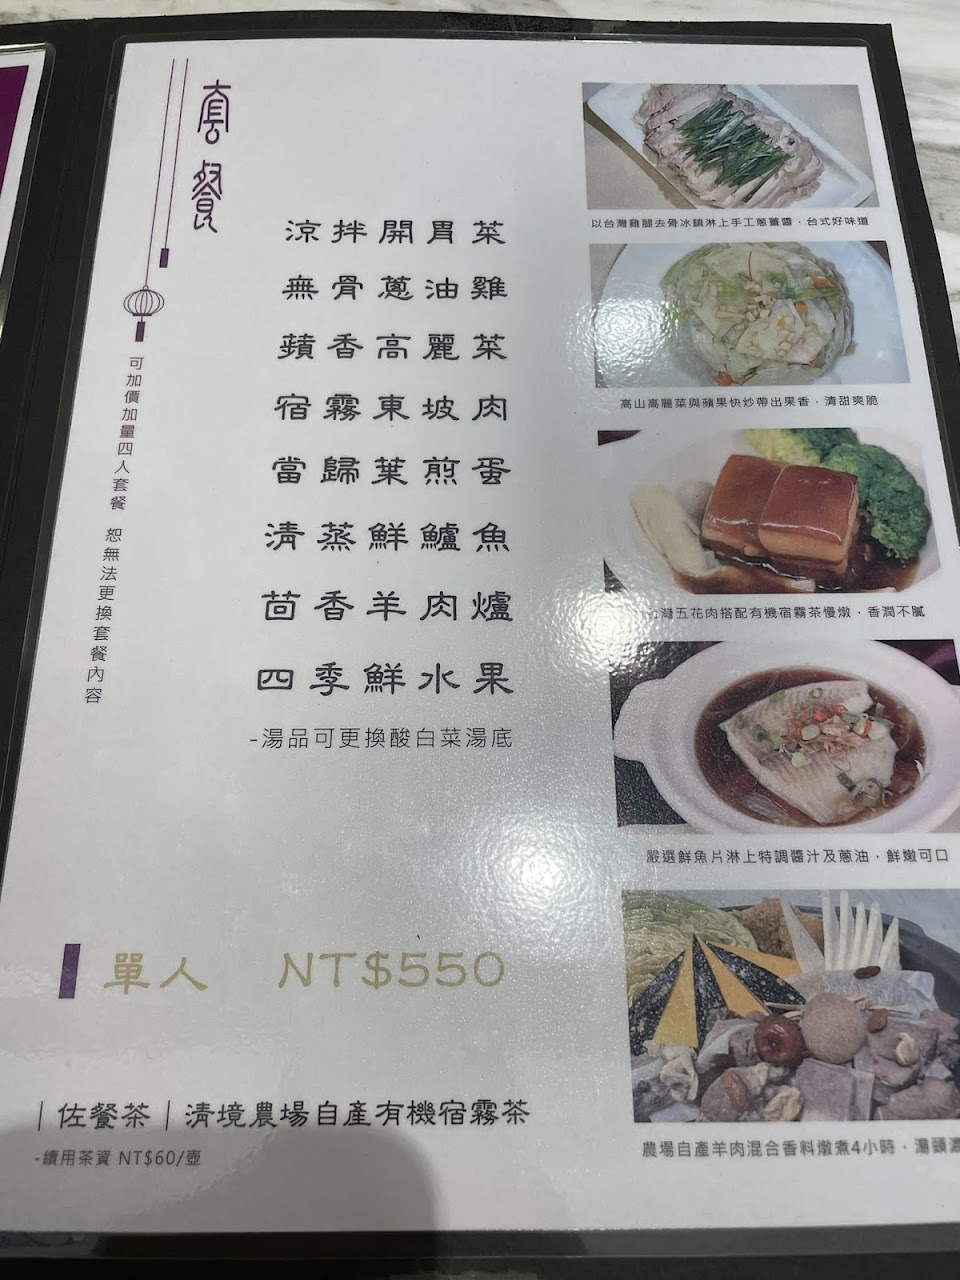 套餐
可加價加量四人套餐 恕無法更換套餐內容
涼拌開胃菜
無骨蔥油雞
蘋香高麗菜
宿霧東坡肉
當歸葉煎蛋
清蒸鮮鱸魚
茴香羊肉爐
四季鮮水果
-湯品可更換酸白菜湯底
單人 NT$550
|佐餐茶|清境農場自產有機宿霧茶
-續用茶資 NT$60/壺
以台灣雞腿去骨冰鎮淋上手工蔥薑醬．台式好味道
高山高麗菜與蘋果快炒帶出果香．清甜爽脆
台灣五花肉搭配有機宿霧茶慢燉．香潤不膩
嚴選鮮魚片淋上特調醬汁及蔥油．鮮嫩可口
農場自產羊肉混合香料燉煮4小時．湯頭濃